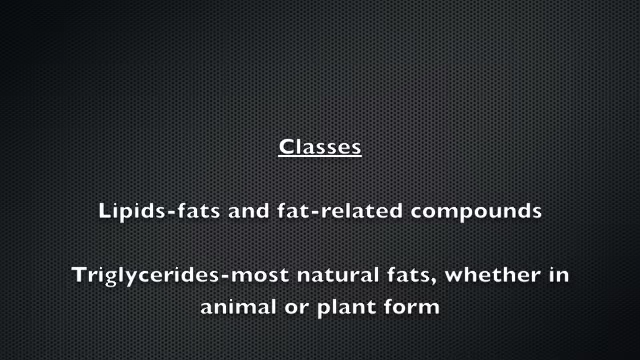 Classes
Lipids-fats and fat-related compounds
Triglycerides-most natural fats, whether in
animal or plant form